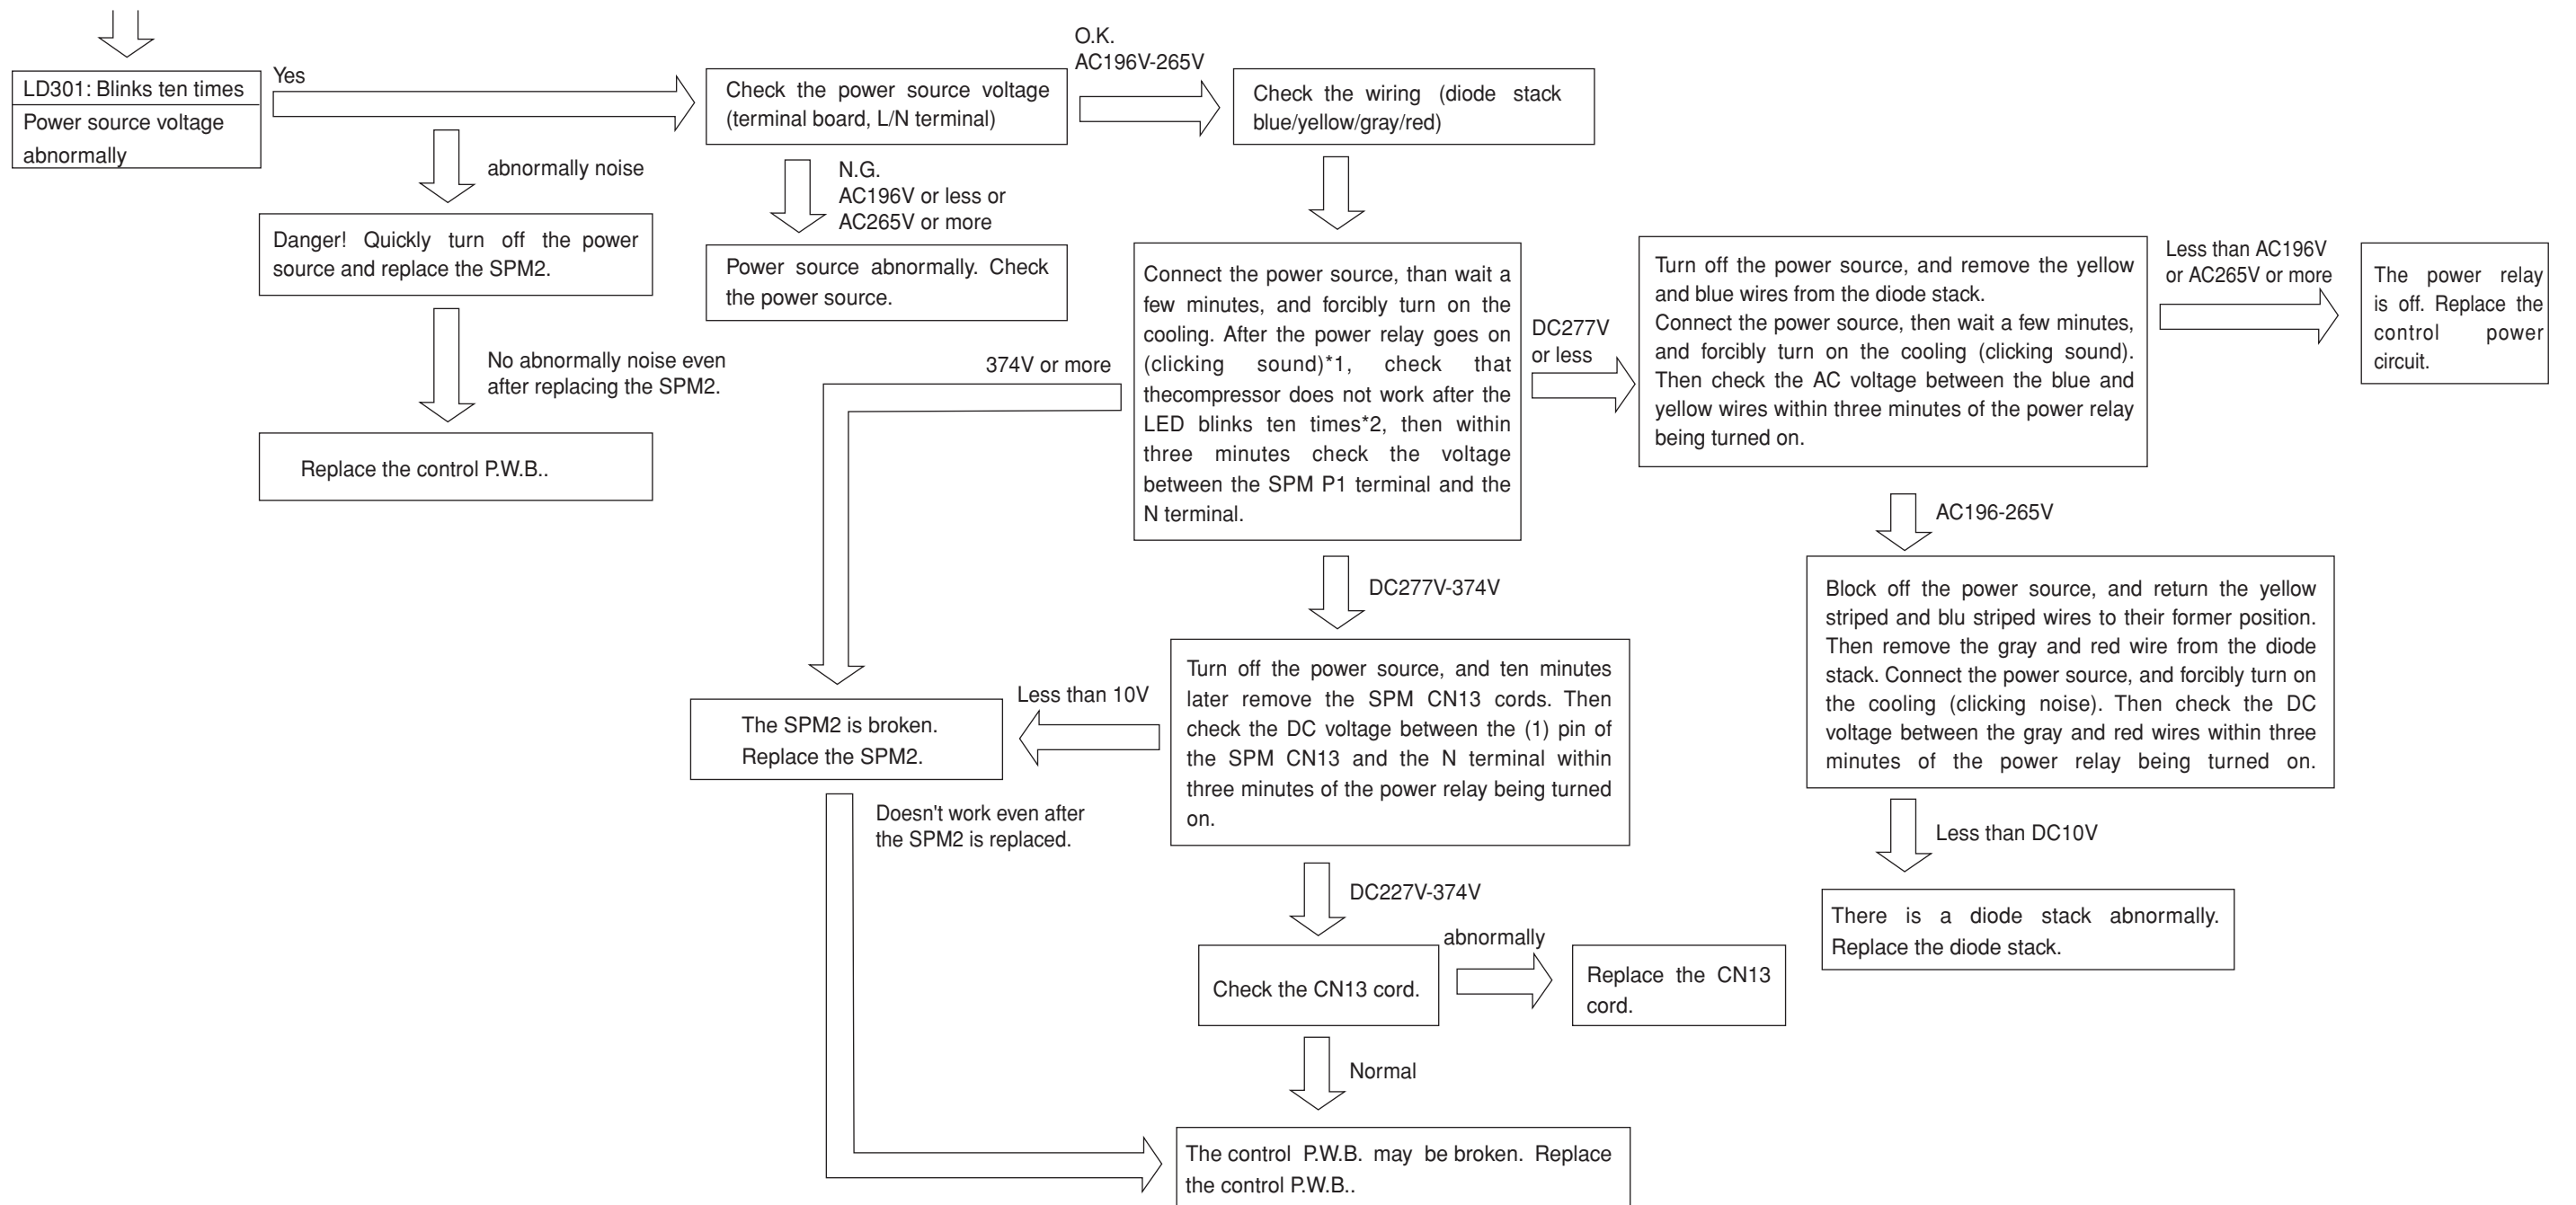 LD301: Blinks ten times
Power source voltage
abnormally
Yes
abnormally noise
Danger! Quickly turn off the power
source and replace the SPM2.
No abnormally noise even
after replacing the SPM2.
Replace the control P.W.B..
Check the power source voltage
(terminal board, L/N terminal)
N.G.
AC196V or less or
AC265V or more
Power source abnormally. Check
the power source.
O.K.
AC196V-265V
Check the wiring (diode stack
blue/yellow/gray/red)
Connect the power source, than wait a
few minutes, and forcibly turn on the
cooling. After the power relay goes on
(clicking sound)*1, check that
thecompressor does not work after the
LED blinks ten times*2, then within
three minutes check the voltage
between the SPM P1 terminal and the
N terminal.
374V or more
DC277V
or less
Turn off the power source, and remove the yellow
and blue wires from the diode stack.
Connect the power source, then wait a few minutes,
and forcibly turn on the cooling (clicking sound).
Then check the AC voltage between the blue and
yellow wires within three minutes of the power relay
being turned on.
Less than AC196V
or AC265V or more
The power relay
is off. Replace the
control power
circuit.
AC196-265V
Block off the power source, and return the yellow
striped and blu striped wires to their former position.
Then remove the gray and red wire from the diode
stack. Connect the power source, and forcibly turn on
the cooling (clicking noise). Then check the DC
voltage between the gray and red wires within three
minutes of the power relay being turned on.
Less than DC10V
There is a diode stack abnormally.
Replace the diode stack.
DC277V-374V
Turn off the power source, and ten minutes
later remove the SPM CN13 cords. Then
check the DC voltage between the (1) pin of
the SPM CN13 and the N terminal within
three minutes of the power relay being turned
on.
Less than 10V
The SPM2 is broken.
Replace the SPM2.
Doesn't work even after
the SPM2 is replaced.
DC227V-374V
Check the CN13 cord.
abnormally
Replace the CN13
cord.
Normal
The control P.W.B. may be broken. Replace
the control P.W.B..